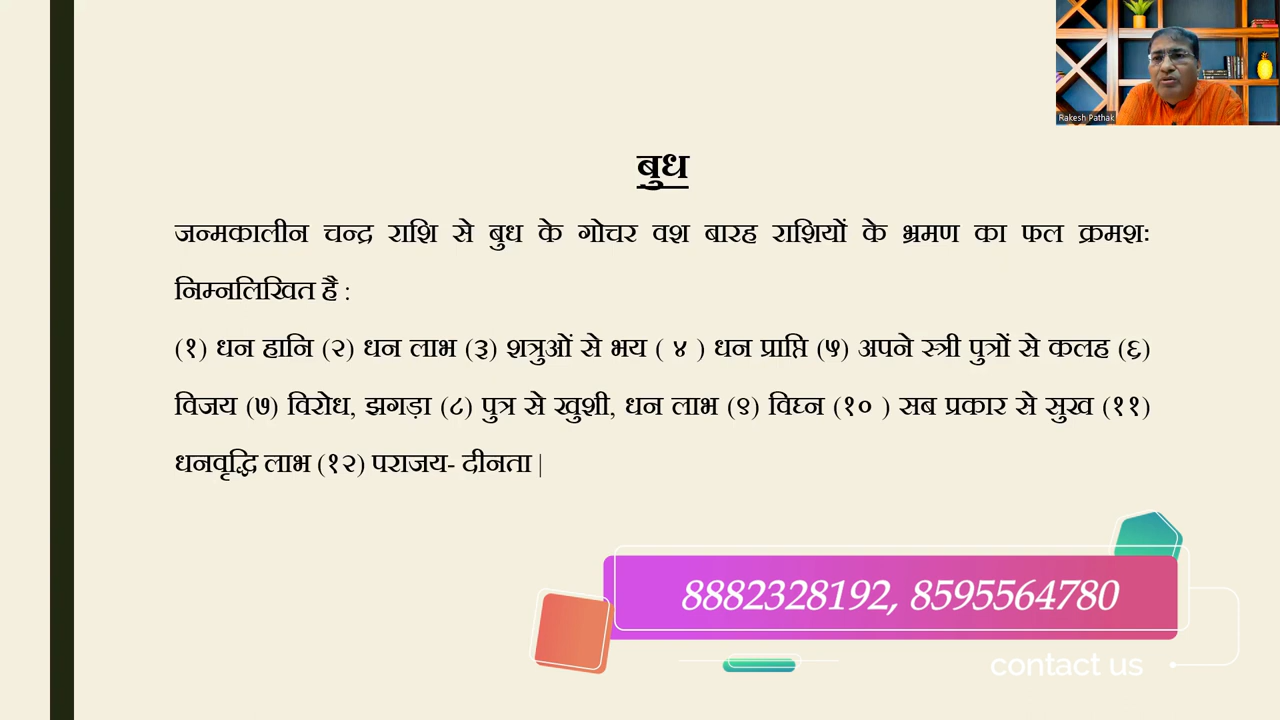 Rakesh Pathak
बुध
जन्मकालीन चन्द्र राशि से बुध के गोचर वश बारह राशियों के भ्रमण का फल क्रमशः
निम्नलिखित है :
(१) धन हानि (२) धन लाभ (३) शत्रुओं से भय ( ४ ) धन प्राप्ति (५) अपने स्त्री पुत्रों से कलह (६)
विजय (७) विरोध, झगड़ा (८) पुत्र से खुशी, धन लाभ (९) विघ्न (१० ) सब प्रकार से सुख (११)
धनवृद्धि लाभ (१२) पराजय- दीनता |
8882328192, 8595564780
contact us